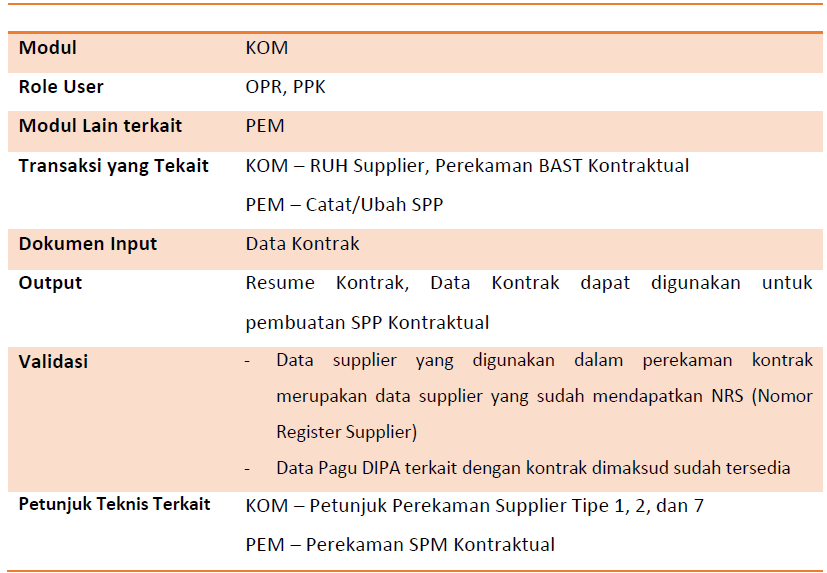 Modul KOM
Role User OPR, PPK
Modul Lain terkait PEM
Transaksi yang Tekait KOM – RUH Supplier, Perekaman BAST Kontraktual
PEM – Catat/Ubah SPP
Dokumen Input Data Kontrak
Output Resume Kontrak, Data Kontrak dapat digunakan untuk
pembuatan SPP Kontraktual
Validasi - Data supplier yang digunakan dalam perekaman kontrak
merupakan data supplier yang sudah mendapatkan NRS (Nomor
Register Supplier)
- Data Pagu DIPA terkait dengan kontrak dimaksud sudah tersedia
Petunjuk Teknis Terkait KOM – Petunjuk Perekaman Supplier Tipe 1, 2, dan 7
PEM – Perekaman SPM Kontraktual